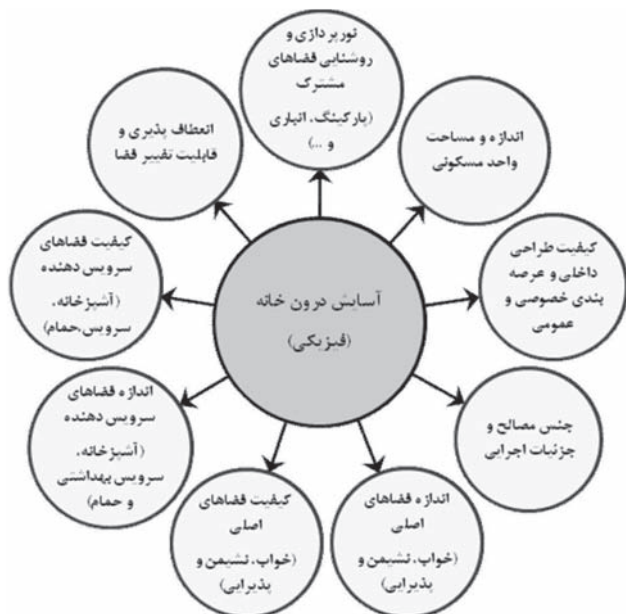 نورپردازی و
روشنایی فضاهای
مشترک
(پارکینگ، انباری
و ...)
اندازه و مساحت
واحد مسکونی
کیفیت طراحی
داخلی و عرصه
بندی خصوصی و
عمومی
جنس مصالح و
جزئیات اجرایی
اندازه فضاهای
اصلی
(خواب، نشیمن و
پذیرایی)
کیفیت فضاهای
اصلی
(خواب، نشیمن و
پذیرایی)
اندازه فضاهای
سرویس دهنده
(آشپزخانه،
سرویس بهداشتی
و حمام)
کیفیت فضاهای
سرویس دهنده
(آشپزخانه،
سرویس،حمام)
انعطاف پذیری و
قابلیت تغییر فضا
آسایش درون خانه
(فیزیکی)